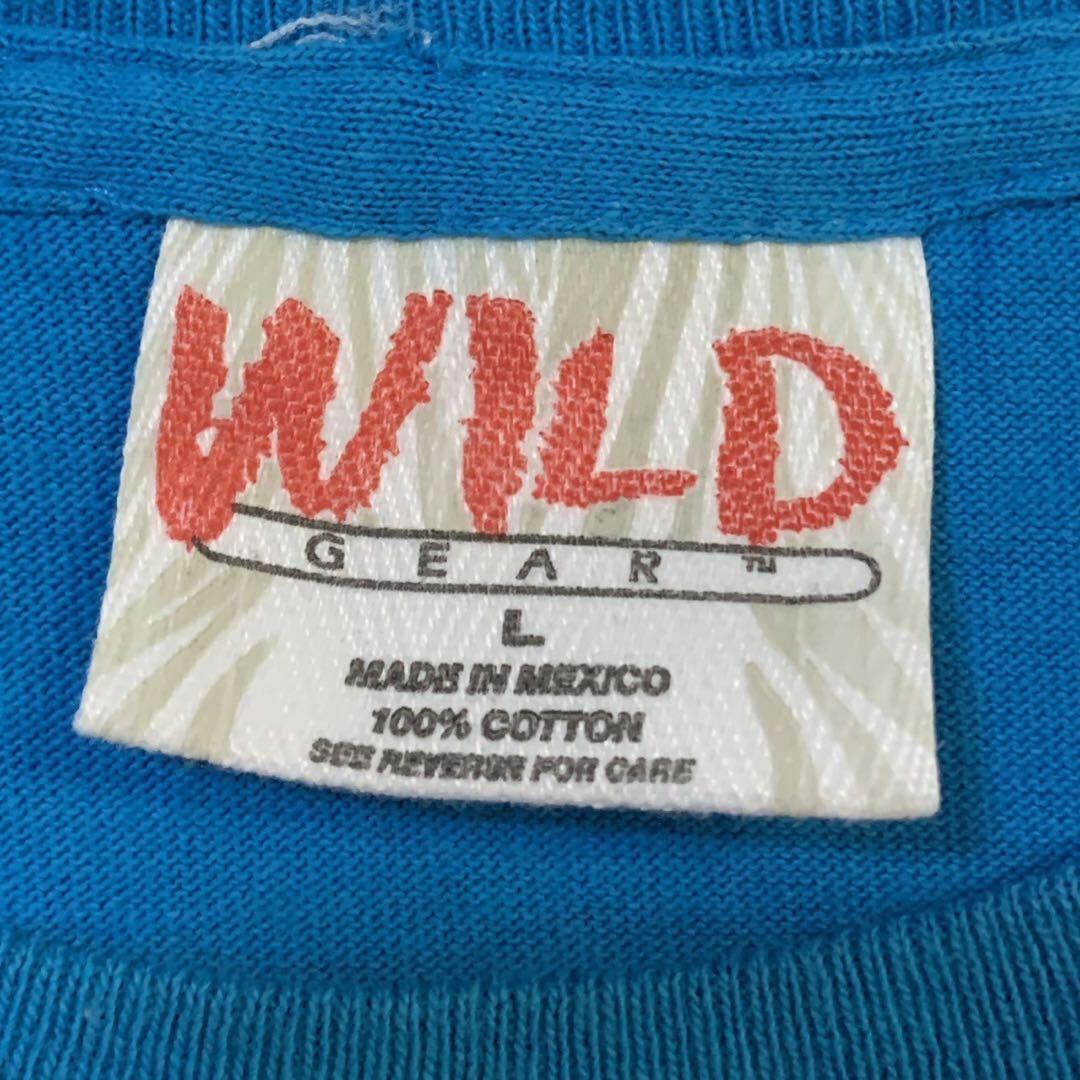 WILD
GEAR™
L
MADE IN MEXICO
100% COTTON
SEE REVERSE FOR CARE